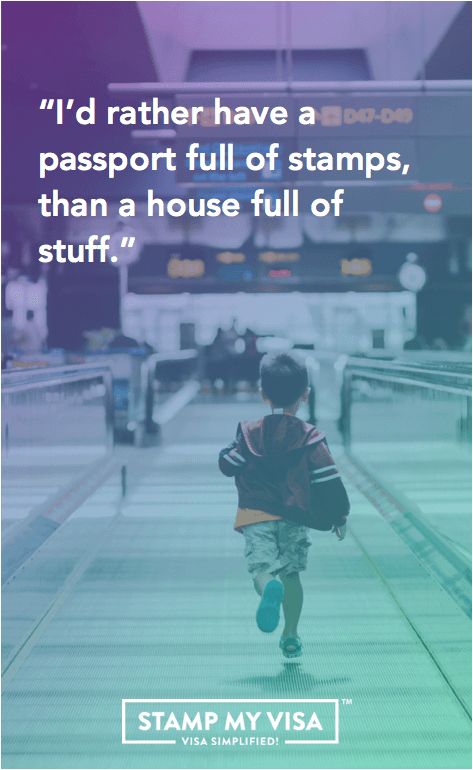 D47-D49
“I’d rather have a
passport full of stamps,
than a house full of
stuff.”
STAMP MY VISA™
VISA SIMPLIFIED!